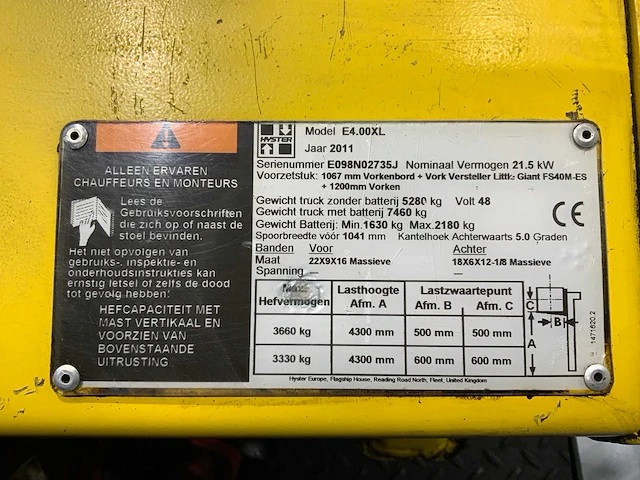 ALLEEN ERVAREN
CHAUFFEURS EN MONTEURS
Lees de
Gebruiksvoorschriften
die zich op of naast de
stoel bevinden.
Het niet opvolgen van
gebruiks-, inspektie- en
onderhoudsinstrukties kan
ernstig letsel of zelfs de dood
tot gevolg hebben!
HEFCAPACITEIT MET
MAST VERTIKAAL EN
VOORZIEN VAN
BOVENSTAANDE
UITRUSTING
HYSTER
Model E4.00XL
Jaar 2011
Serienummer E098N02735J Nominaal Vermogen 21.5 kW
Voorzetstuk: 1067 mm Vorkenbord + Vork Versteller Little Giant FS40M-ES
+ 1200mm Vorken
Gewicht truck zonder batterij 5280 kg Volt 48
Gewicht truck met batterij 7460 kg
Gewicht Batterij: Min.1630 kg Max.2180 kg
CE
Spoorbreedte vóór 1041 mm Kantelhoek Achterwaarts 5.0 Graden
Banden Voor Achter
Maat 22X9X16 Massieve 18X6X12-1/8 Massieve
Spanning — —
Max. Hefvermogen Lasthoogte Afm. A Lastzwaartepunt Afm. B Afm. C
3660 kg 4300 mm 500 mm 500 mm
3330 kg 4300 mm 600 mm 600 mm
C
B
A
1471620.2
Hyster Europe, Flagship House, Reading Road North, Fleet, United Kingdom